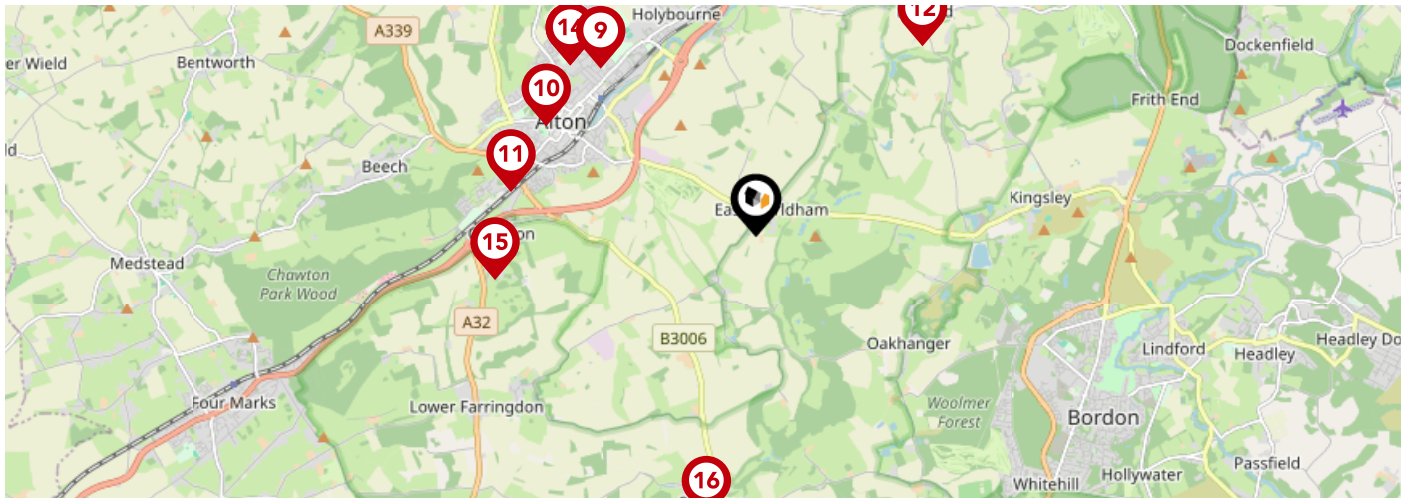 Holybourne
14
9
12
A339
Dockenfield
er Wield
Bentworth
10
Frith End
Alton
11
ld
Beech
Kingsley
15
Medstead
Chawton
Park Wood
A32
B3006
Oakhanger
Lindford
Headley
Headley Do
Four Marks
Lower Farringdon
Woolmer
Forest
Bordon
16
Passfield
Hollywater
Whitehill